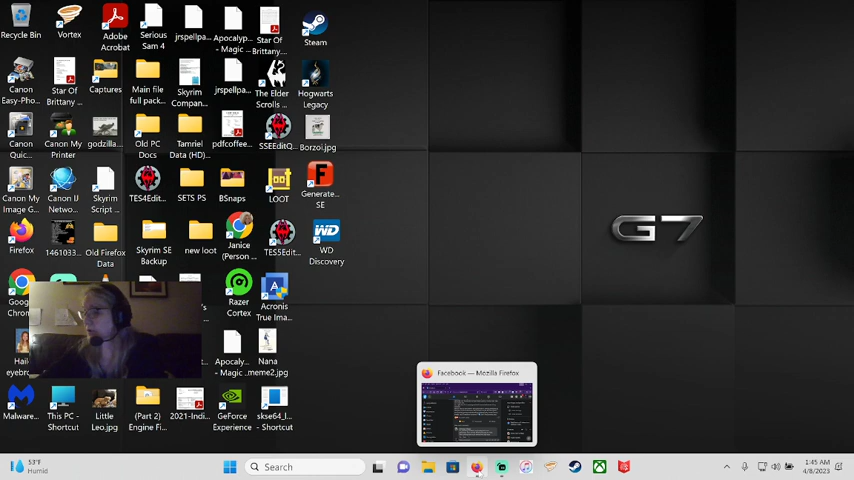 Recycle Bin
Vortex
Adobe
Acrobat
Serious
Sam 4
jrspellpa...
Apocalyp
- Magic ...
Star Of
Brittany...
Steam
Canon
Easy-Pho...
Star Of
Brittany ...
Captures
Main file
full pack...
Skyrim
Compan...
jrspellpa...
The Elder
Scrolls ...
Hogwarts
Legacy
Canon
Quic...
Canon My
Printer
godzilla...
Old PC
Docs
Tamriel
Data (HD)...
pdfcoffee...
SSEEditQ...
Borzoi.jpg
Canon My
Image G...
Canon IJ
Netwo...
Skyrim
Script ...
TES4Edit...
SETS PS
BSnaps
LOOT
Generate...
SE
Firefox
1461033...
Old Firefox
Data
Skyrim SE
Backup
new loot
Janice
(Person ...
TES5Edit...
WD
Discovery
G7
Goog
Chro
Razer
Cortex
Acronis
True Ima...
Hail
eyebro
Apocalyp
- Magic ...
Nana
meme2.jpg
Facebook — Mozilla Firefox
Malware...
This PC -
Shortcut
Little
Leo.jpg
(Part 2)
Engine Fi...
2021-Indi...
GeForce
Experience
skse64_l...
- Shortcut
53°F
Humid
Search
1:45 AM
4/8/2023